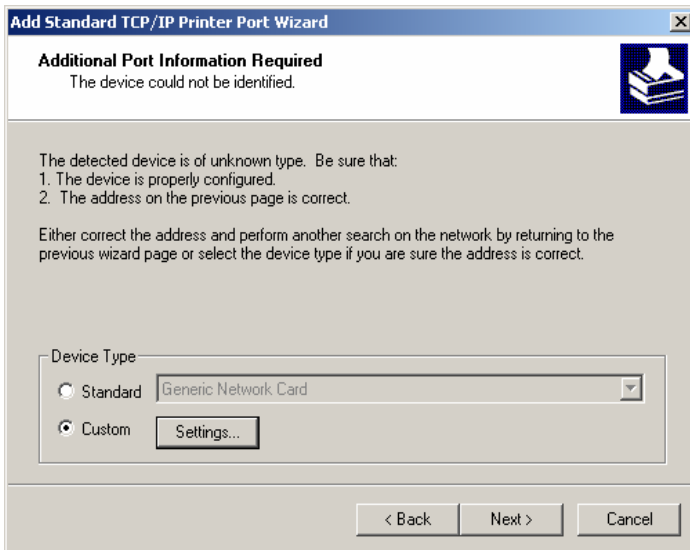 Add Standard TCP/IP Printer Port Wizard
Additional Port Information Required
The device could not be identified.
The detected device is of unknown type.  Be sure that:
1. The device is properly configured.
2.  The address on the previous page is correct.
Either correct the address and perform another search on the network by returning to the
previous wizard page or select the device type if you are sure the address is correct.
Device Type
Standard
Generic Network Card
Custom
Settings...
< Back
Next >
Cancel